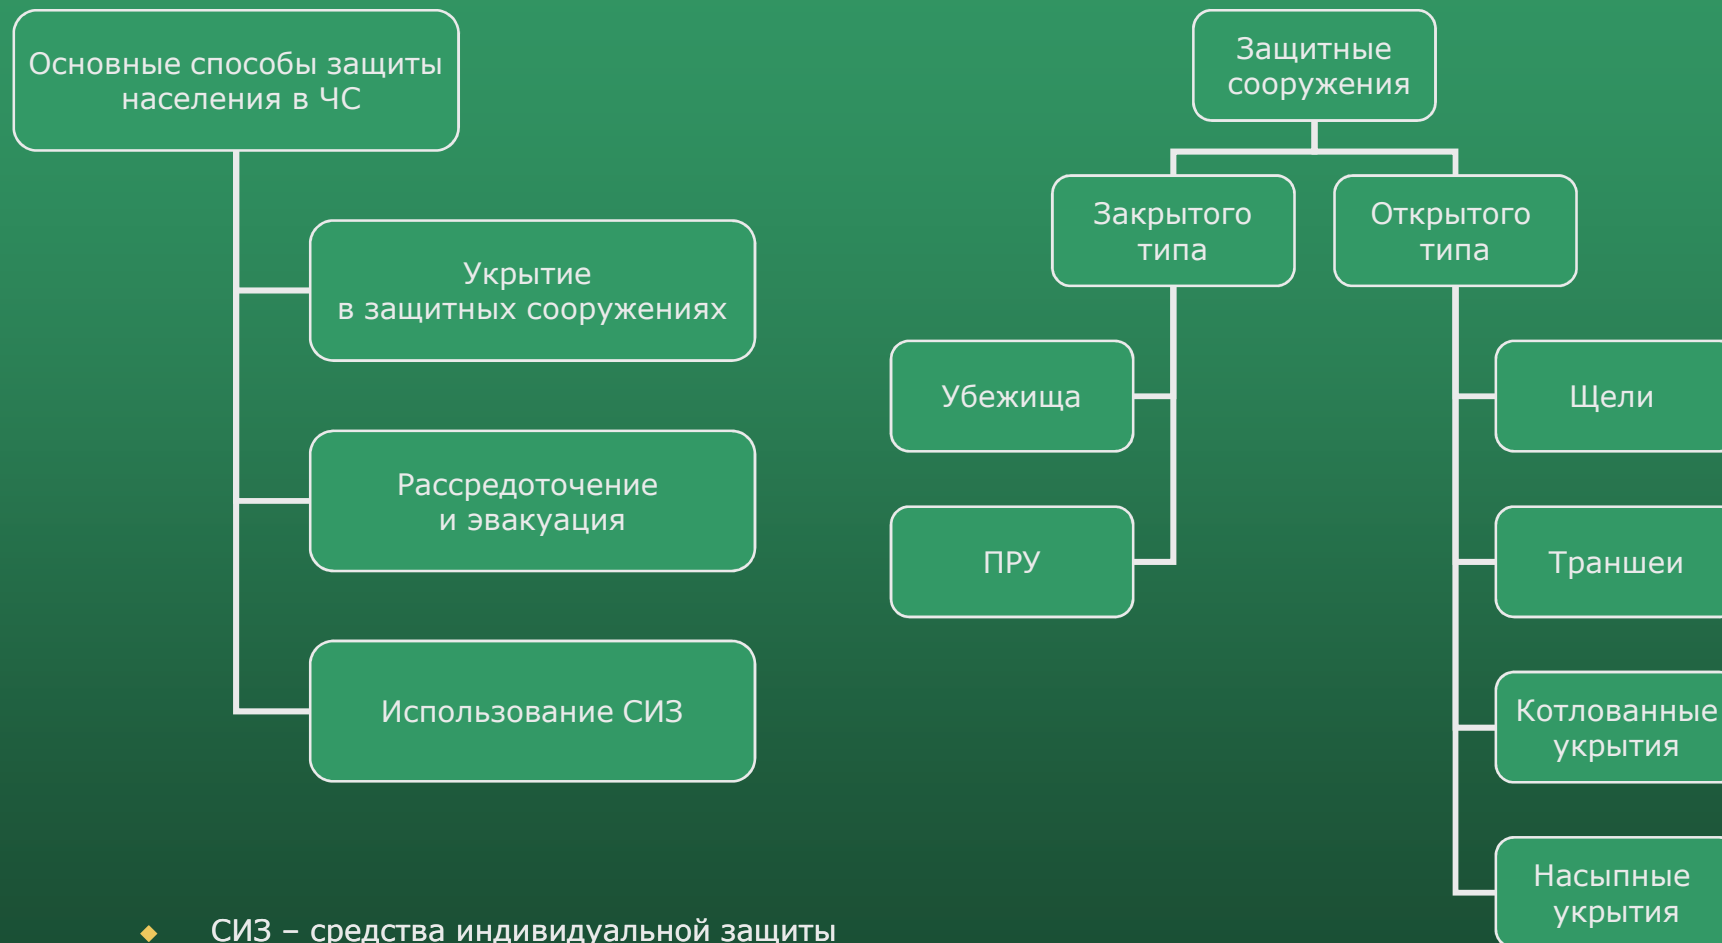 Основные способы защиты
населения в ЧС
Укрытие
в защитных сооружениях
Рассредоточение
и эвакуация
Использование СИЗ
СИЗ – средства индивидуальной защиты
Защитные
сооружения
Закрытого
типа
Открытого
типа
Убежища
ПРУ
Щели
Траншеи
Котлованные
укрытия
Насыпные
укрытия